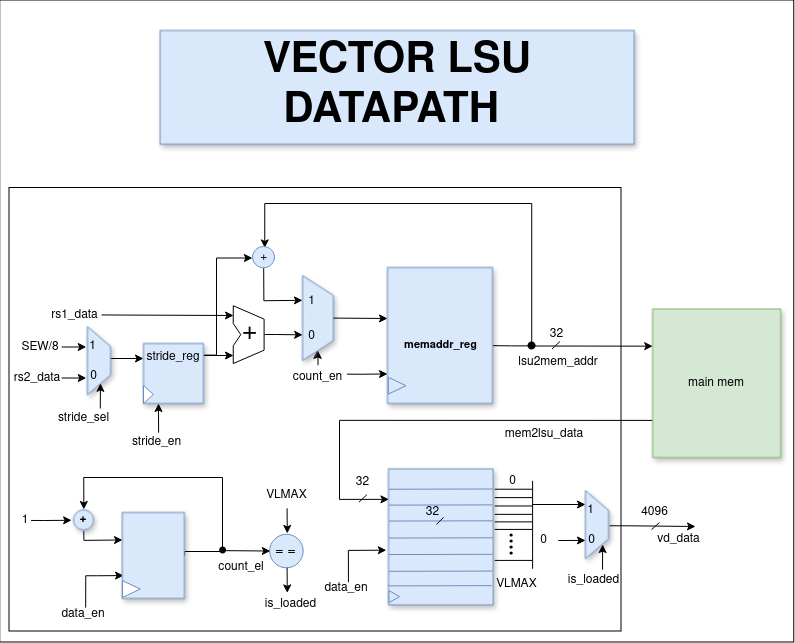 VECTOR LSU
DATAPATH
+
rs1_data
1
0
+
SEW/8
1
rs2_data
0
stride_reg
stride_sel
stride_en
count_en
memaddr_reg
32
lsu2mem_addr
main mem
mem2lsu_data
1
+
VLMAX
= =
count_el
is_loaded
data_en
32
32
data_en
0
VLMAX
1
0
0
is_loaded
4096
vd_data